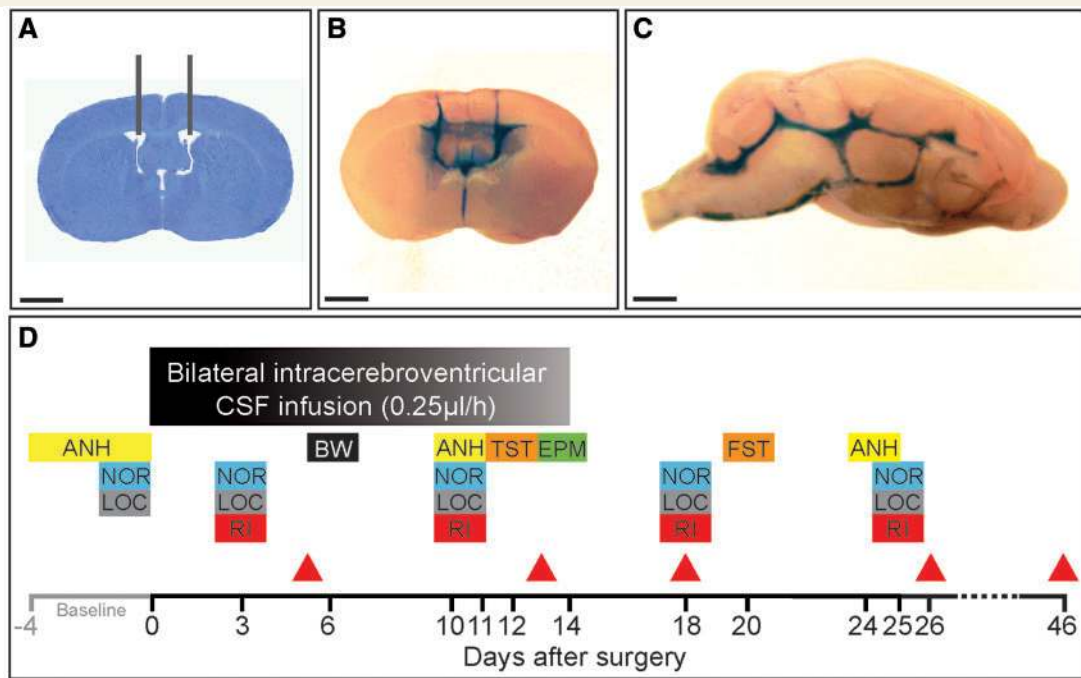 A
B
C
D
Bilateral intracerebroventricular
CSF infusion (0.25µl/h)
ANH BW ANH TST EPM FST ANH
NOR NOR NOR NOR NOR
LOC LOC LOC LOC LOC
RI RI RI RI
Baseline
-4 0 3 6 10 11 12 14 18 20 24 25 26 46
Days after surgery